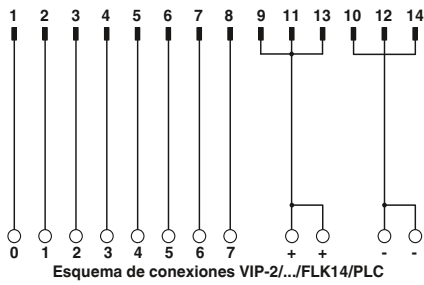 1 2 3 4 5 6 7 8 9 11 13 10 12 14
0 1 2 3 4 5 6 7 + + - -
Esquema de conexiones VIP-2/.../FLK14/PLC